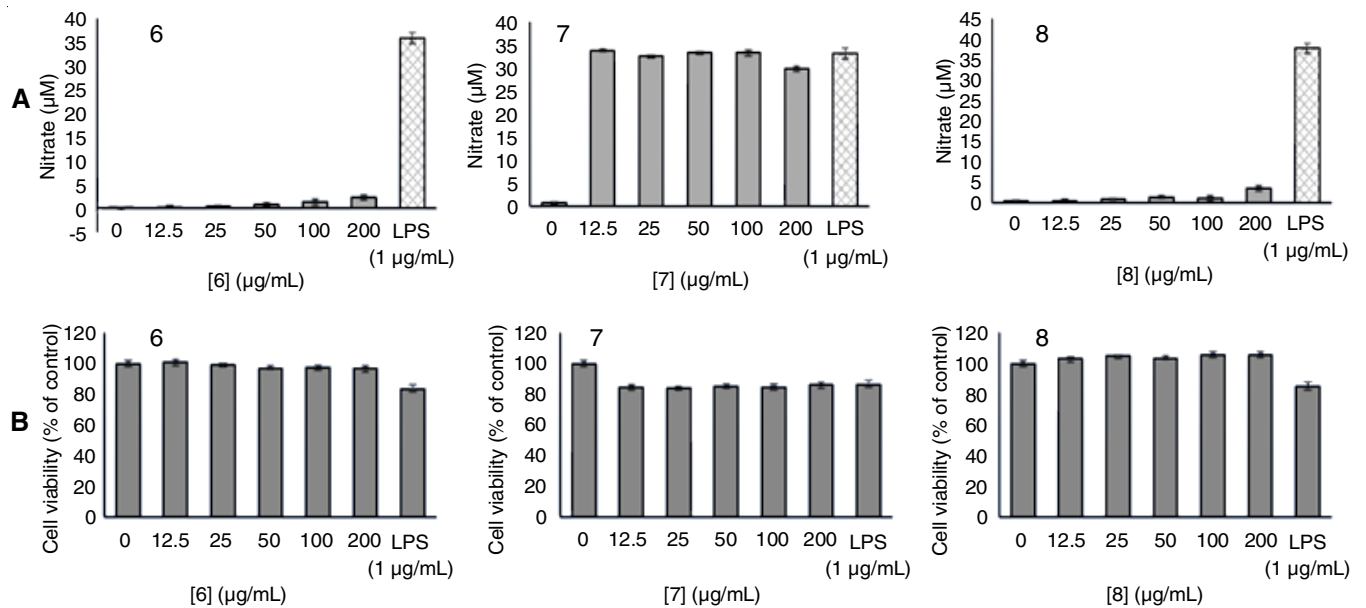 A
Nitrate (µM)
40
35
30
25
20
15
10
5
0
-5
6
0 12.5 25 50 100 200 LPS
(1 µg/mL)
[6] (µg/mL)
Nitrate (µM)
40
35
30
25
20
15
10
5
0
7
0 12.5 25 50 100 200 LPS
(1 µg/mL)
[7] (µg/mL)
Nitrate (µM)
45
40
35
30
25
20
15
10
5
0
8
0 12.5 25 50 100 200 LPS
(1 µg/mL)
[8] (µg/mL)
B
Cell viability (% of control)
120
100
80
60
40
20
0
6
0 12.5 25 50 100 200 LPS
(1 µg/mL)
[6] (µg/mL)
Cell viability (% of control)
120
100
80
60
40
20
0
7
0 12.5 25 50 100 200 LPS
(1 µg/mL)
[7] (µg/mL)
Cell viability (% of control)
120
100
80
60
40
20
0
8
0 12.5 25 50 100 200 LPS
(1 µg/mL)
[8] (µg/mL)